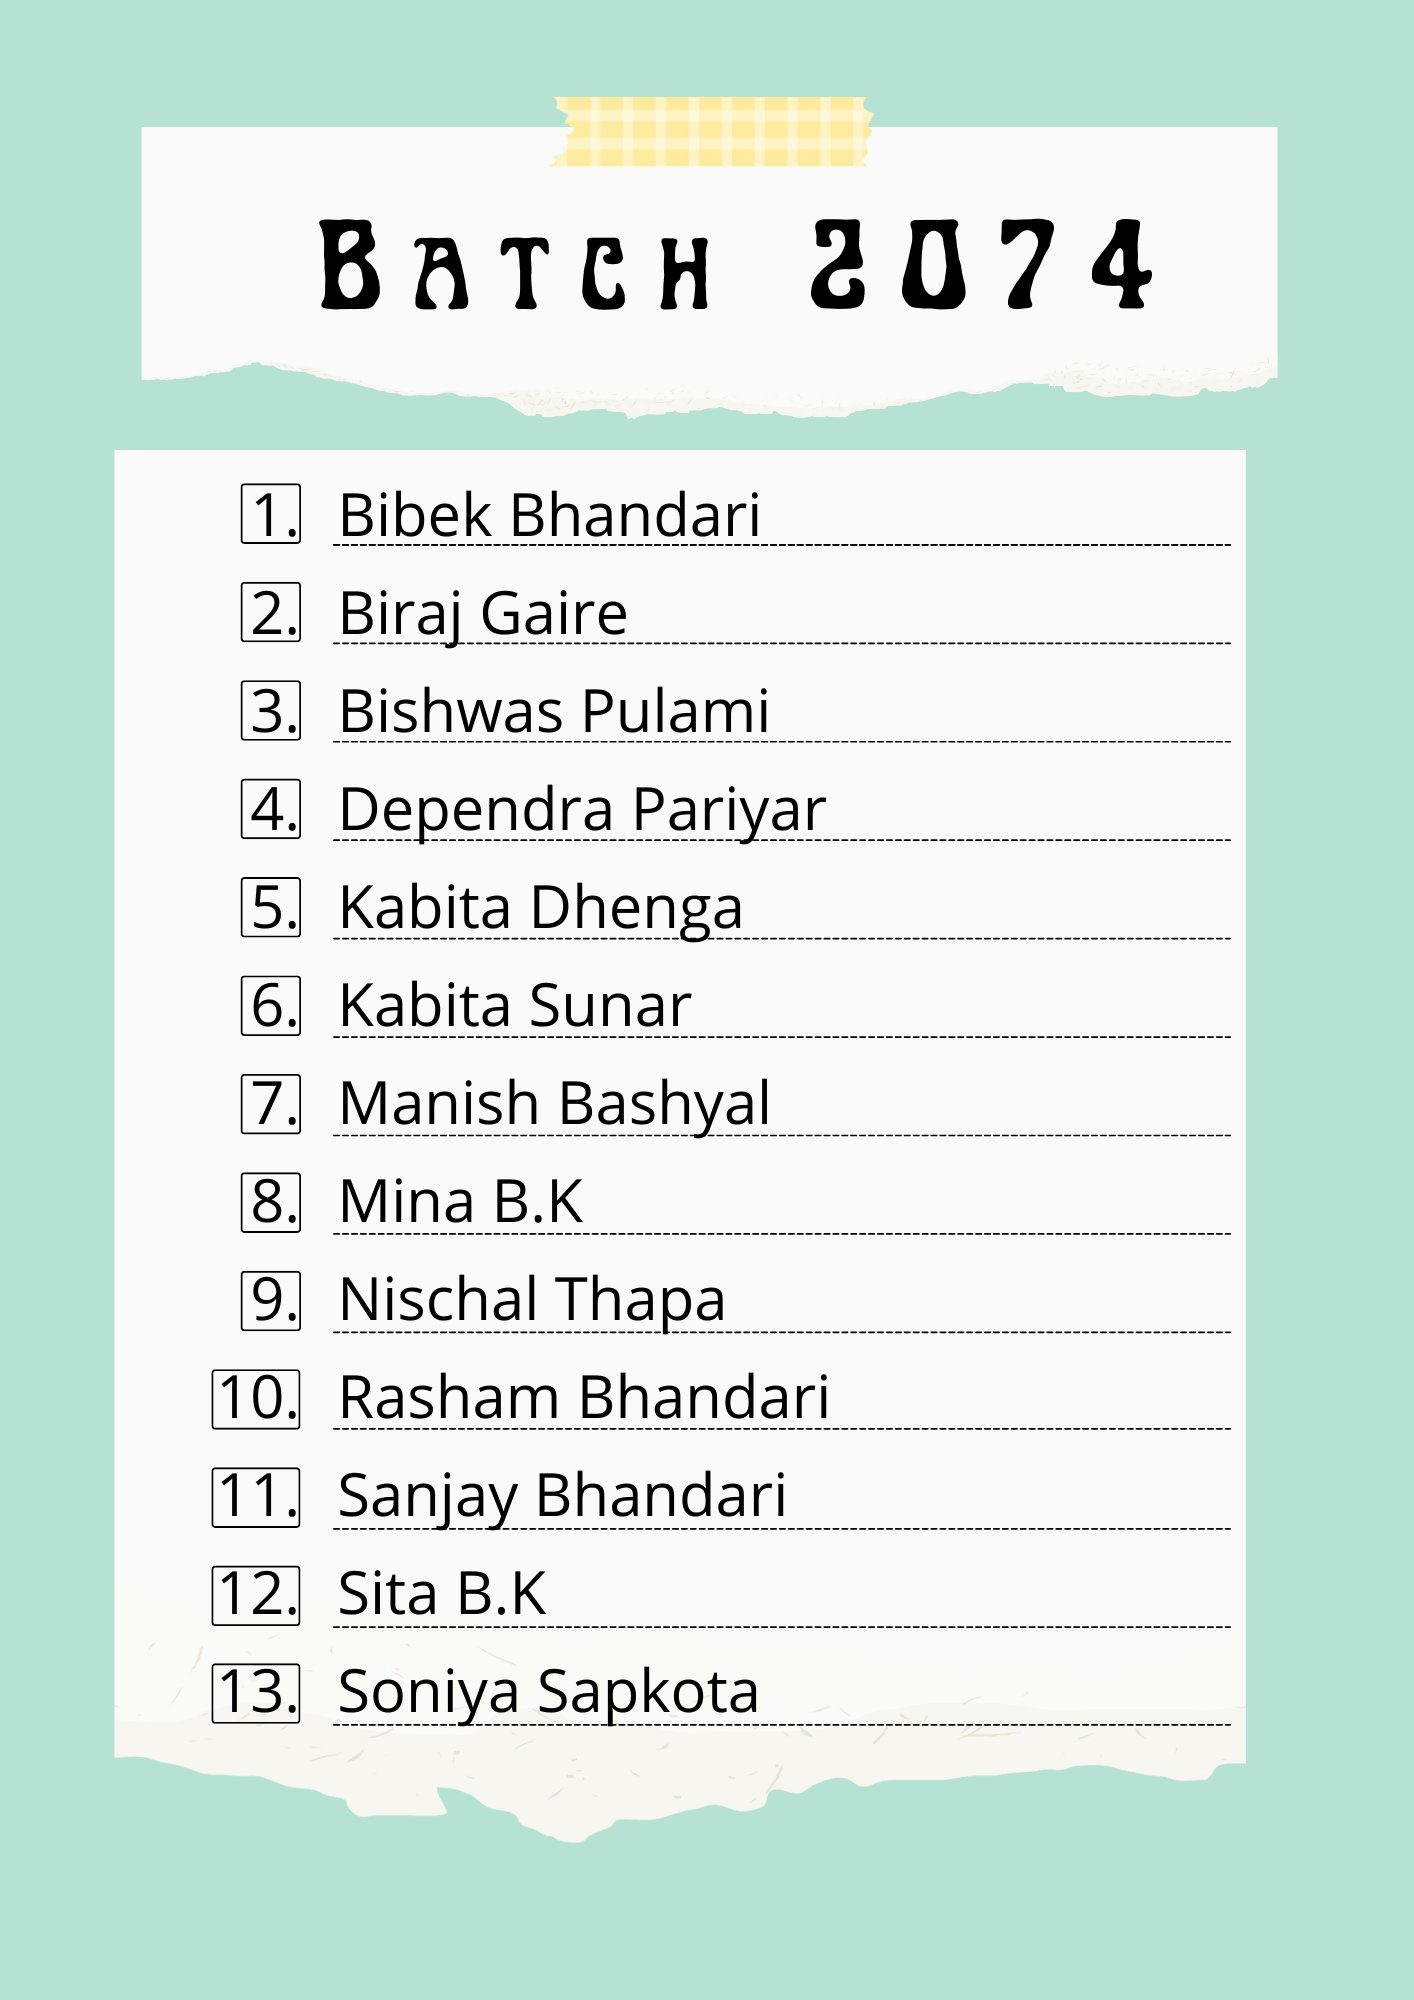 Batch 2074
1. Bibek Bhandari
2. Biraj Gaire
3. Bishwas Pulami
4. Dependra Pariyar
5. Kabita Dhenga
6. Kabita Sunar
7. Manish Bashyal
8. Mina B.K
9. Nischal Thapa
10. Rasham Bhandari
11. Sanjay Bhandari
12. Sita B.K
13. Soniya Sapkota